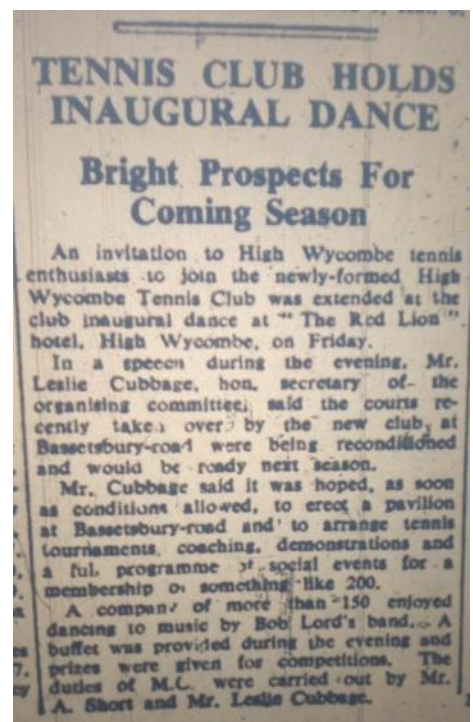 TENNIS CLUB HOLDS
INAUGURAL DANCE
Bright Prospects For
Coming Season
An invitation to High Wycombe tennis
enthusiasts to join the newly-formed High
Wycombe Tennis Club was extended at the
club inaugural dance at "The Red Lion"
hotel, High Wycombe, on Friday.
In a speech during the evening, Mr.
Leslie Cubbage, hon. secretary of the
organising committee, said the courts re-
cently taken over by the new club, at
Bassetsbury-road were being reconditioned
and would be ready next season.
Mr. Cubbage said it was hoped, as soon
as conditions allowed, to erect a pavilion
at Bassetsbury-road and to arrange tennis
tournaments, coaching, demonstrations and
a full programme of social events for a
membership of something like 200.
A company of more than 150 enjoyed
dancing to music by Bob Lord's band. A
buffet was provided during the evening and
prizes were given for competitions. The
duties of M.C. were carried out by Mr.
A. Short and Mr. Leslie Cubbage.